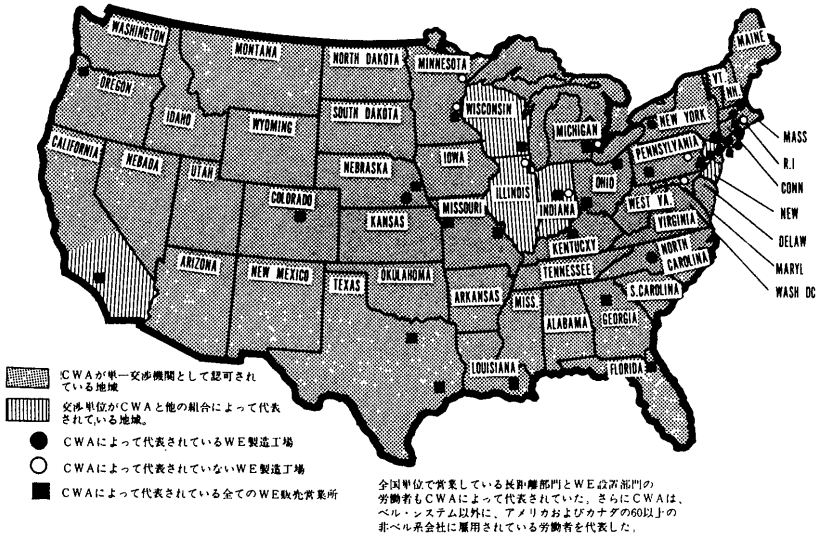 WASHINGTON
MONTANA
NORTH DAKOTA
MINNESOTA
MAINE
OREGON
IDAHO
WYOMING
SOUTH DAKOTA
WISCONSIN
MICHIGAN
NEW YORK
VT.
NH.
MASS
R.I
CONN
NEW
DELAW
MARYL
WASH DC
CALIFORNIA
NEVADA
UTAH
COLORADO
NEBRASKA
IOWA
ILLINOIS
INDIANA
OHIO
PENNSYLVANIA
WEST VA.
VIRGINIA
KANSAS
MISSOURI
KENTUCKY
NORTH
CAROLINA
TENNESSEE
ARIZONA
NEW MEXICO
TEXAS
OKULAHOMA
ARKANSAS
MISS.
ALABAMA
GEORGIA
S.CAROLINA
LOUISIANA
FLORIDA
CWAが単一交渉機関として認可され
ている地域
交渉単位がCWAと他の組合によって代表
されている地域。
CWAによって代表されているWE製造工場
CWAによって代表されていないWE製造工場
CWAによって代表されている全てのWE販売営業所
全国単位で営業している長距離部門とWE設置部門の
労働者もCWAによって代表されていた。さらにCWAは、
ベル・システム以外に、アメリカおよびカナダの60以上の
非ベル系会社に雇用されている労働者を代表した。